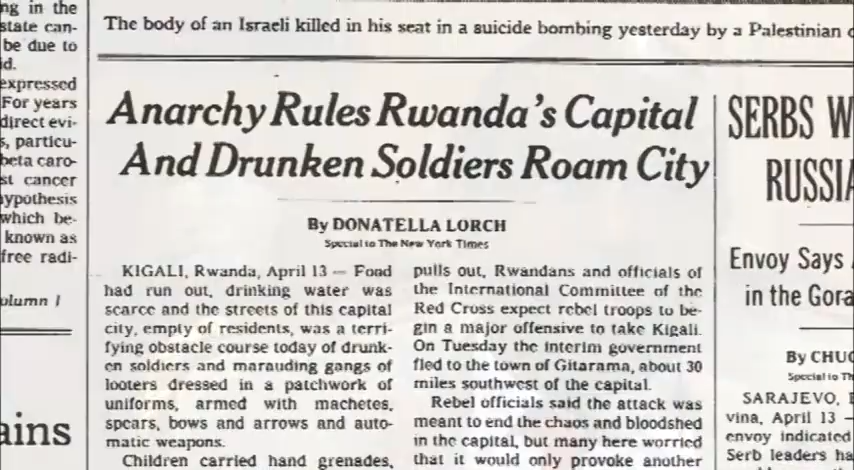 ng in the
state can-
be due to
d.
expressed
For years
direct evi-
s, particu-
beta caro-
st cancer
hypothesis
which be-
known as
free radi-
olumn 1
ains
The body of an Israeli killed in his seat in a suicide bombing yesterday by a Palestinian
Anarchy Rules Rwanda's Capital
And Drunken Soldiers Roam City
By DONATELLA LORCH
Special to The New York Times
KIGALI, Rwanda, April 13 — Food
had run out, drinking water was
scarce and the streets of this capital
city, empty of residents, was a terri-
fying obstacle course today of drunk-
en soldiers and marauding gangs of
looters dressed in a patchwork of
uniforms, armed with machetes,
spears, bows and arrows and auto-
matic weapons.
Children carried hand grenades,
pulls out, Rwandans and officials of
the International Committee of the
Red Cross expect rebel troops to be-
gin a major offensive to take Kigali.
On Tuesday the interim government
fled to the town of Gitarama, about 30
miles southwest of the capital.
Rebel officials said the attack was
meant to end the chaos and bloodshed
in the capital, but many here worried
that it would only provoke another
SERBS W
RUSSIA
Envoy Says
in the Gora
By CHUC
Special to Th
SARAJEVO, B
vina, April 13 —
envoy indicated
Serb leaders ha